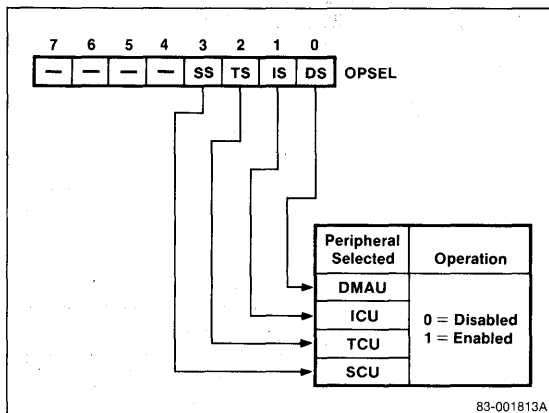 7 6 5 4 3 2 1 0
— — — — SS TS IS DS OPSEL
Peripheral
Selected
Operation
DMAU
ICU
TCU
SCU
0 = Disabled
1 = Enabled
83-001813A